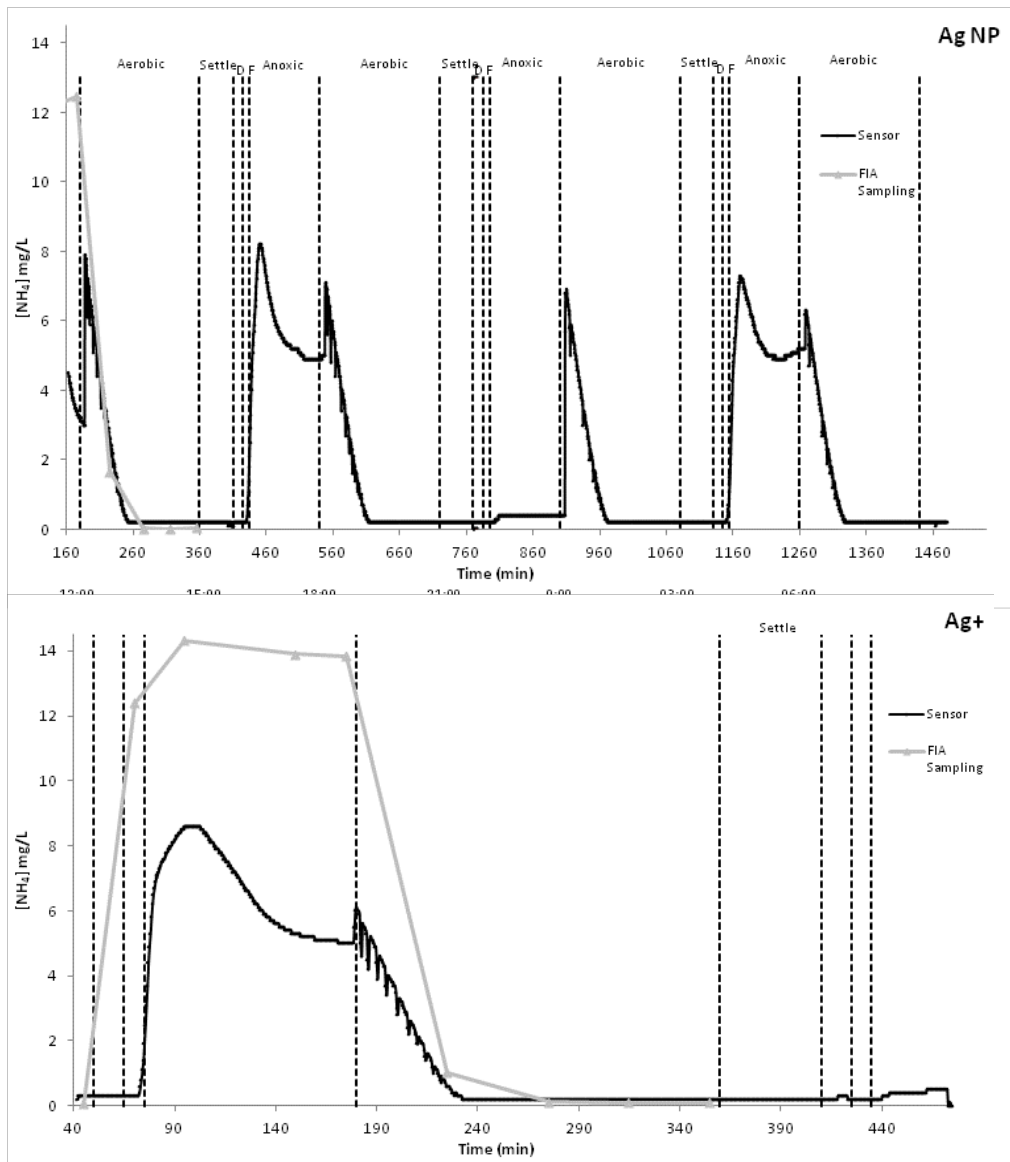 Ag NP
14
Aerobic
Settle
D
F
Anoxic
Aerobic
Settle
D
F
Anoxic
Aerobic
Settle
D
F
Anoxic
Aerobic
12
10
8
6
4
2
0
[NH₄] mg/L
Sensor
FIA
Sampling
160 260 360 460 560 660 760 860 960 1060 1160 1260 1360 1460
Time (min)
Ag+
Settle
14
12
10
8
6
4
2
0
[NH₄] mg/L
Sensor
FIA
Sampling
40 90 140 190 240 290 340 390 440
Time (min)